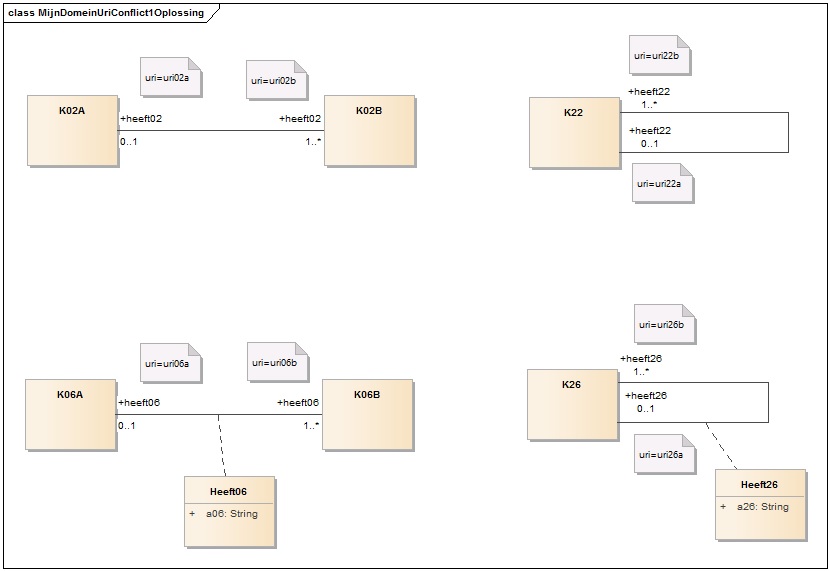 class MijnDomeinUriConflict1Oplossing
uri=uri02a
uri=uri02b
K02A
+heeft02
0..1
+heeft02
1..*
K02B
uri=uri22b
K22
+heeft22
1..*
+heeft22
0..1
uri=uri22a
uri=uri06a
uri=uri06b
K06A
+heeft06
0..1
+heeft06
1..*
K06B
Heeft06
+ a06: String
uri=uri26b
K26
+heeft26
1..*
+heeft26
0..1
uri=uri26a
Heeft26
+ a26: String